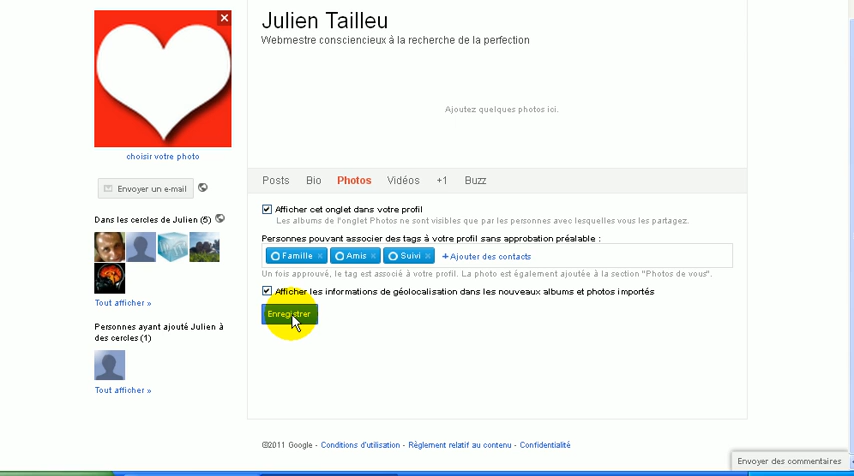 Julien Tailleu
Webmestre consciencieux à la recherche de la perfection
Ajoutez quelques photos ici.
choisir votre photo
Envoyer un e-mail
Dans les cercles de Julien (5)
Tout afficher »
Personnes ayant ajouté Julien à
des cercles (1)
Tout afficher »
Posts Bio Photos Vidéos +1 Buzz
Afficher cet onglet dans votre profil
Les albums de l'onglet Photos ne sont visibles que par les personnes avec lesquelles vous les partagez.
Personnes pouvant associer des tags à votre profil sans approbation préalable :
Famille × Amis × Suivi × + Ajouter des contacts
Un fois approuvé, le tag est associé à votre profil. La photo est également ajoutée à la section "Photos de vous".
Afficher les informations de géolocalisation dans les nouveaux albums et photos importés
Enregistrer
©2011 Google - Conditions d'utilisation - Règlement relatif au contenu - Confidentialité
Envoyer des commentaires